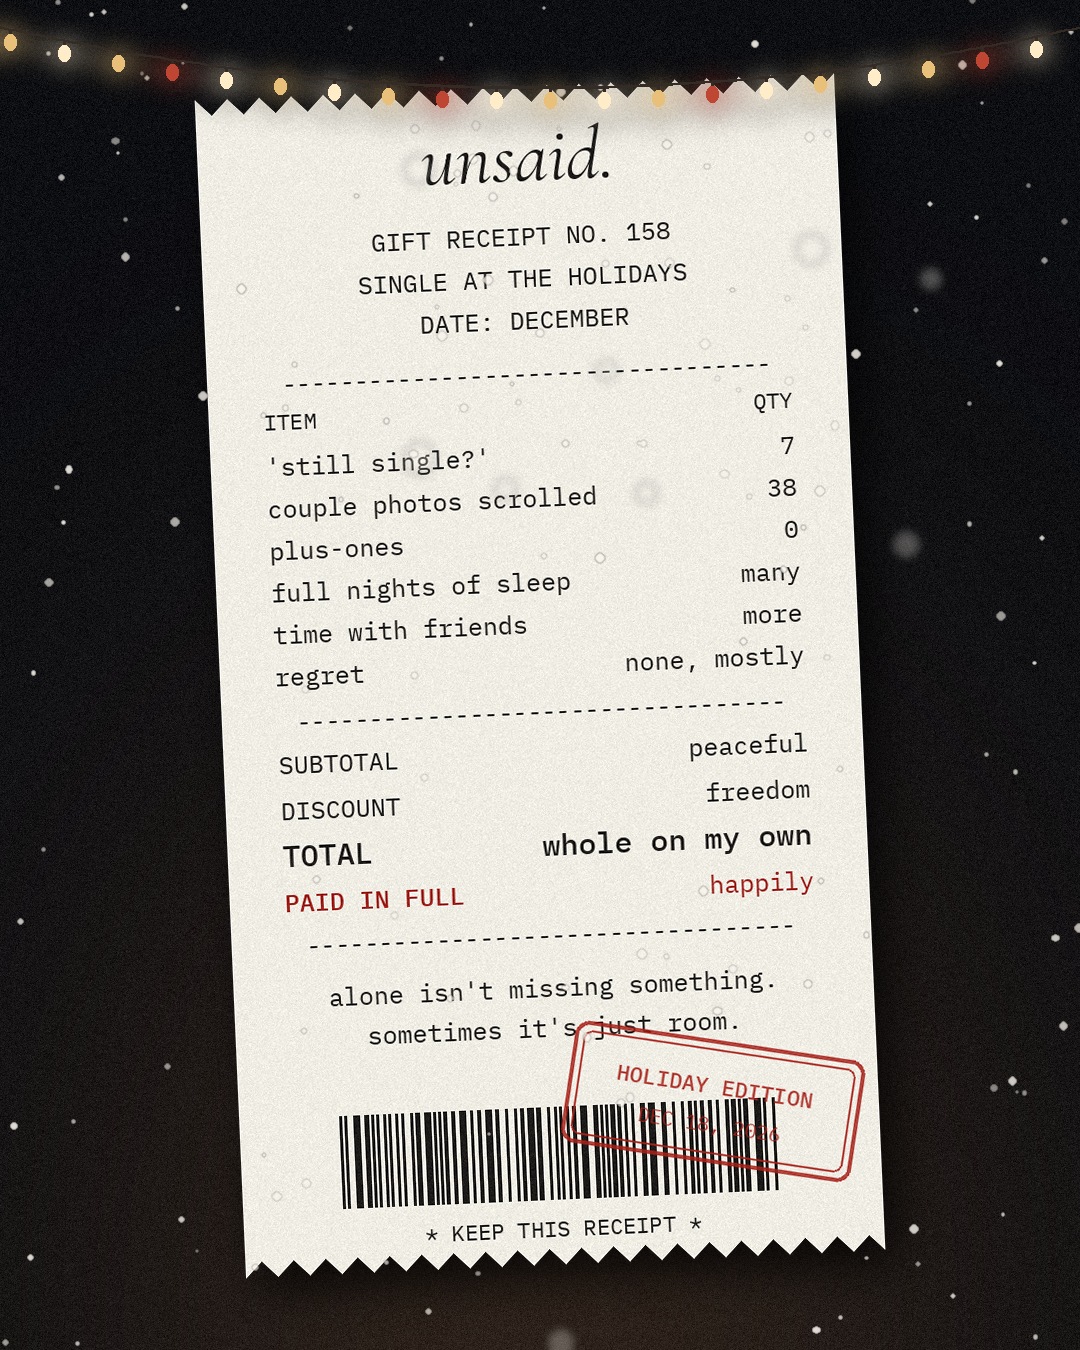 unsaid.
GIFT RECEIPT NO. 158
SINGLE AT THE HOLIDAYS
DATE: DECEMBER
-----------------------------------
ITEM QTY
'still single?' 7
couple photos scrolled 38
plus-ones 0
full nights of sleep many
time with friends more
regret none, mostly
-----------------------------------
SUBTOTAL peaceful
DISCOUNT freedom
TOTAL whole on my own
PAID IN FULL happily
-----------------------------------
alone isn't missing something.
sometimes it's just room.
HOLIDAY EDITION
DEC 18, 2026
* KEEP THIS RECEIPT *